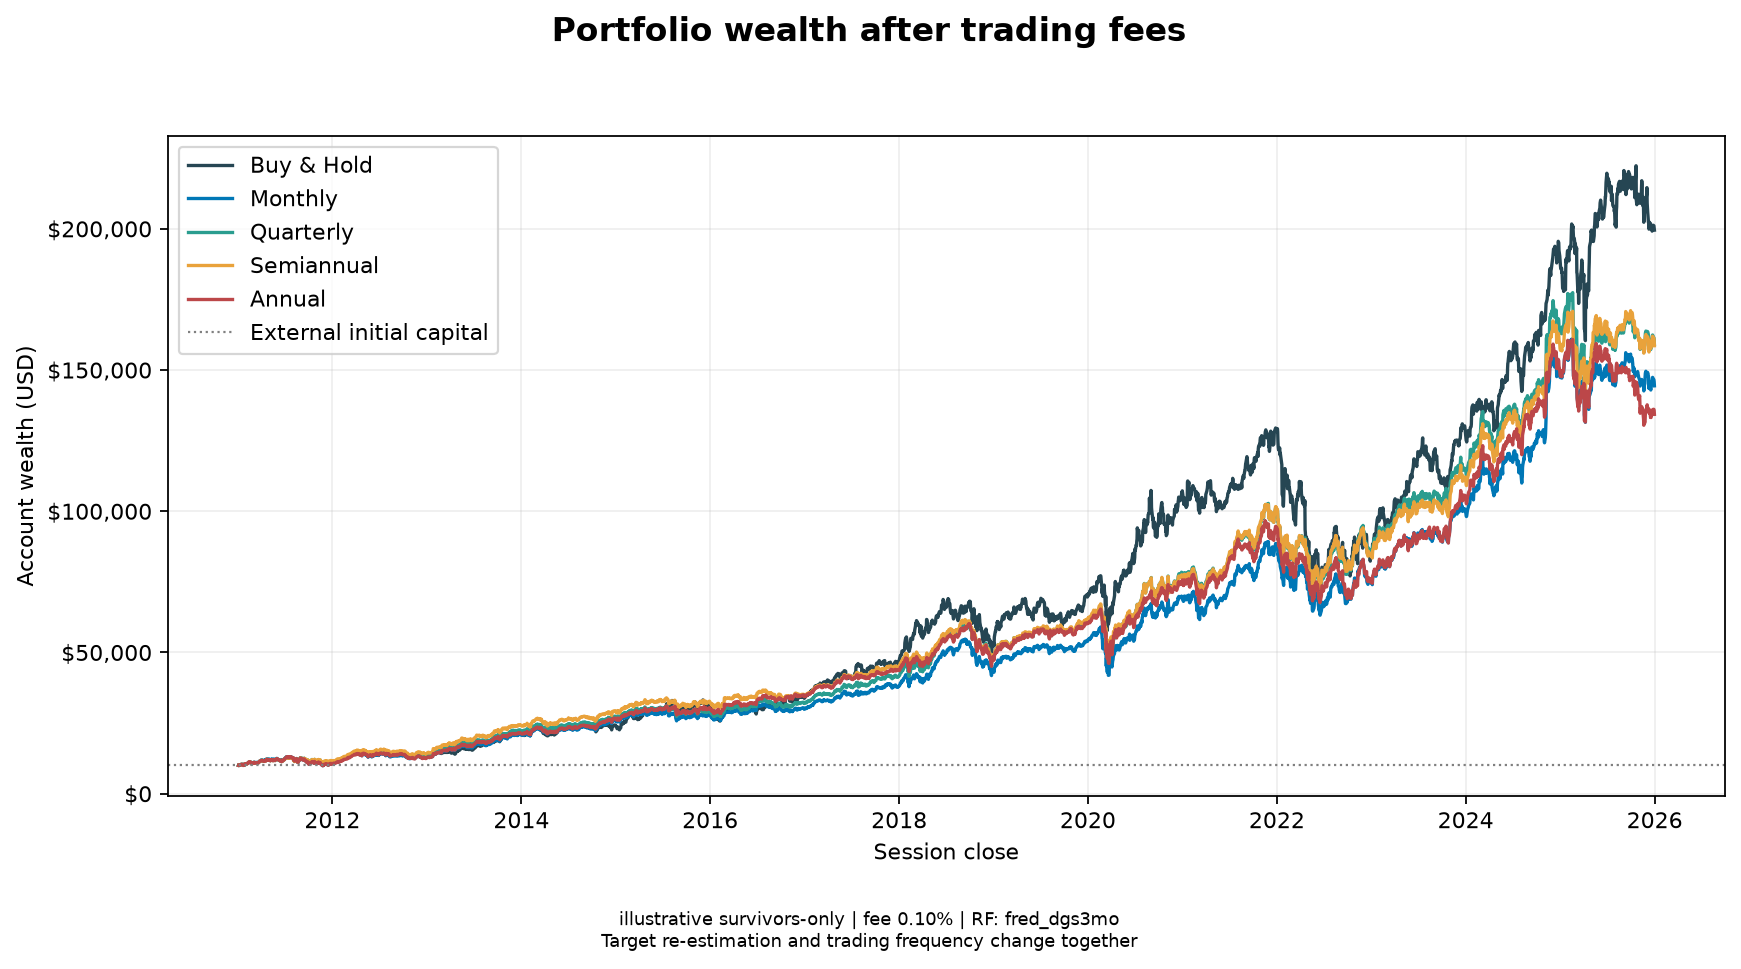 Portfolio wealth after trading fees
Buy & Hold
Monthly
Quarterly
Semiannual
Annual
External initial capital
Account wealth (USD)
$200,000
$150,000
$100,000
$50,000
$0
2012 2014 2016 2018 2020 2022 2024 2026
Session close
illustrative survivors-only | fee 0.10% | RF: fred_dgs3mo
Target re-estimation and trading frequency change together